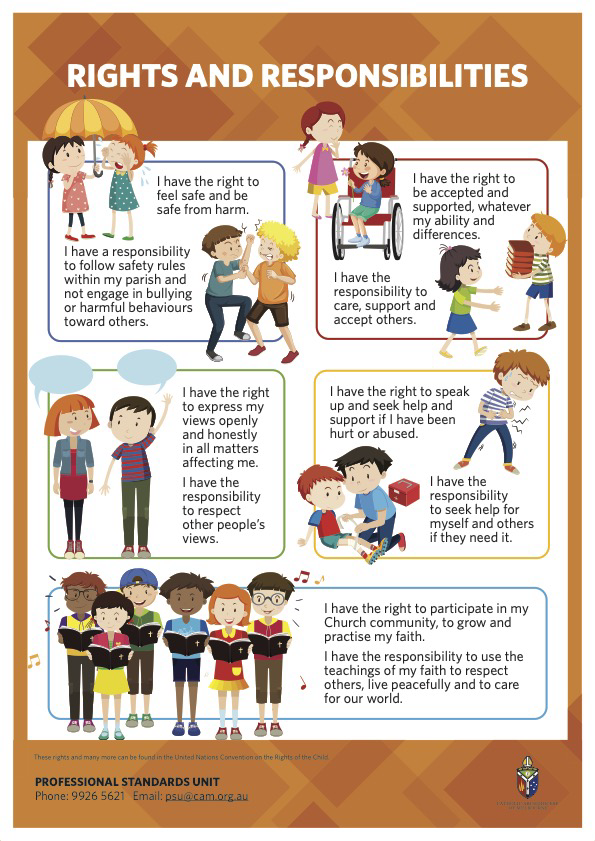 RIGHTS AND RESPONSIBILITIES
I have the right to
feel safe and be
safe from harm.
I have a responsibility
to follow safety rules
within my parish and
not engage in bullying
or harmful behaviours
toward others.
I have the right to
be accepted and
supported, whatever
my ability and
differences.
I have the
responsibility to
care, support and
accept others.
I have the right
to express my
views openly
and honestly
in all matters
affecting me.
I have the
responsibility
to respect
other people's
views.
I have the right to speak
up and seek help and
support if I have been
hurt or abused.
I have the
responsibility
to seek help for
myself and others
if they need it.
I have the right to participate in my
Church community, to grow and
practise my faith.
I have the responsibility to use the
teachings of my faith to respect
others, live peacefully and to care
for our world.
These rights and many more can be found in the United Nations Convention on the Rights of the Child.
PROFESSIONAL STANDARDS UNIT
Phone: 9926 5621 Email: psu@cam.org.au